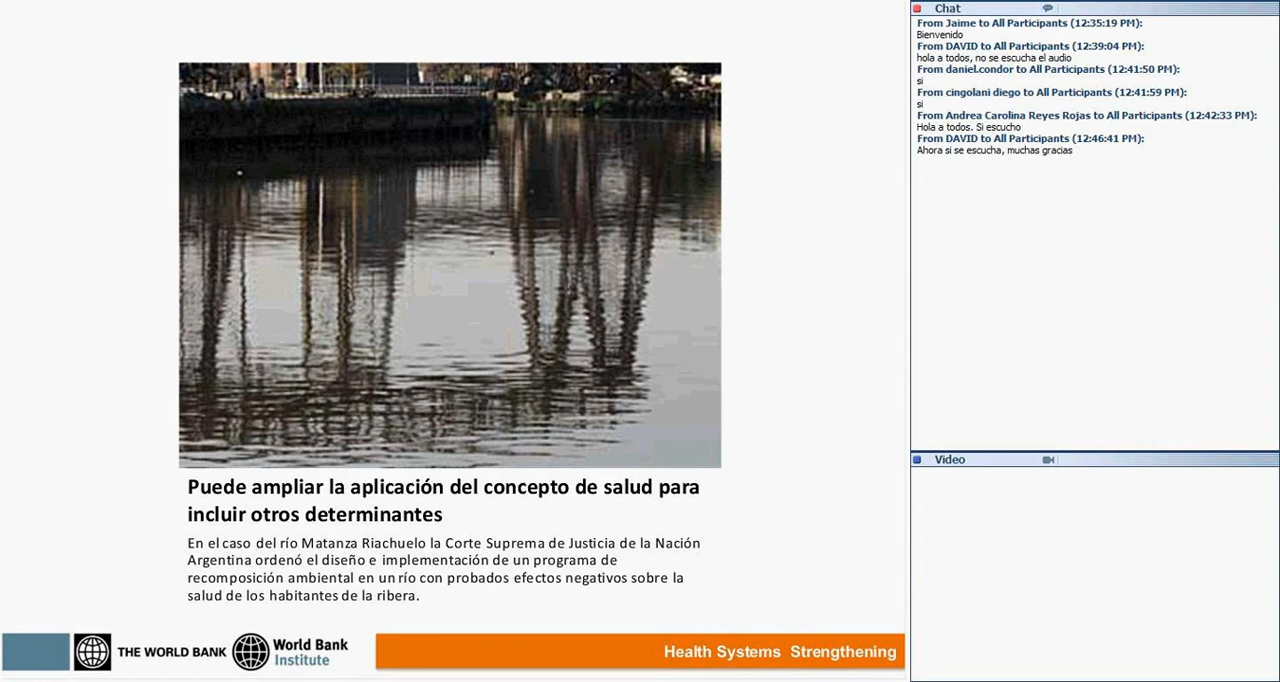 Puede ampliar la aplicación del concepto de salud para
incluir otros determinantes
En el caso del río Matanza Riachuelo la Corte Suprema de Justicia de la Nación
Argentina ordenó el diseño e implementación de un programa de
recomposición ambiental en un río con probados efectos negativos sobre la
salud de los habitantes de la ribera.
THE WORLD BANK
World Bank
Institute
Health Systems Strengthening
Chat
From Jaime to All Participants (12:35:19 PM):
Bienvenido
From DAVID to All Participants (12:39:04 PM):
hola a todos, no se escucha el audio
From daniel.condor to All Participants (12:41:50 PM):
si
From cingolani diego to All Participants (12:41:59 PM):
si
From Andrea Carolina Reyes Rojas to All Participants (12:42:33 PM):
Hola a todos. Si escucho
From DAVID to All Participants (12:46:41 PM):
Ahora si se escucha, muchas gracias
Video